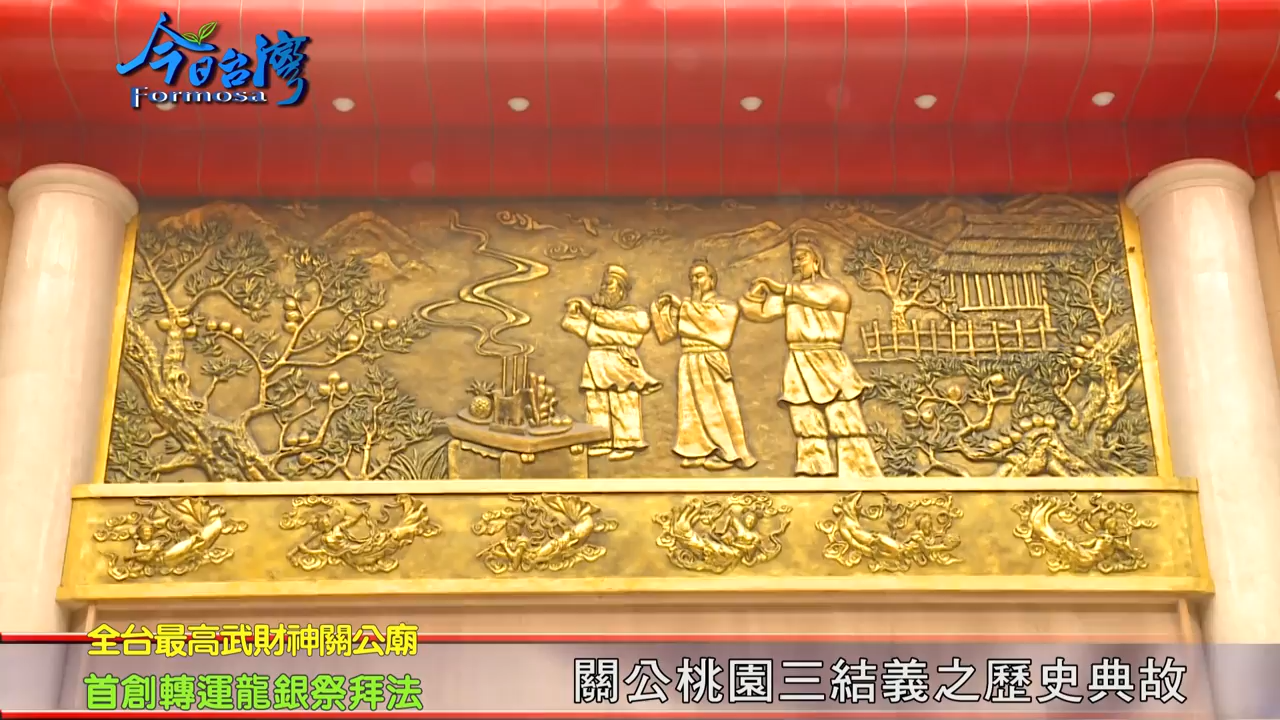 今日台灣
Formosa
全台最高武財神關公廟
首創轉運龍銀祭拜法
關公桃園三結義之歷史典故